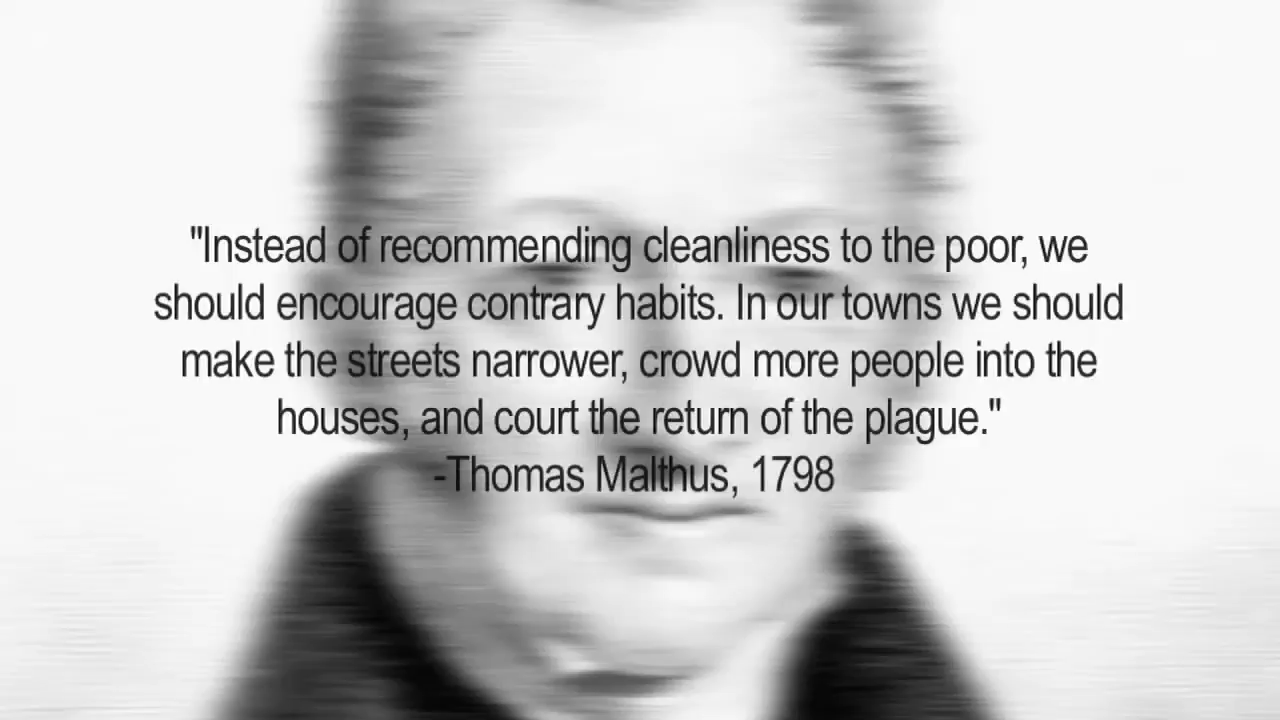 "Instead of recommending cleanliness to the poor, we
should encourage contrary habits. In our towns we should
make the streets narrower, crowd more people into the
houses, and court the return of the plague."
-Thomas Malthus, 1798